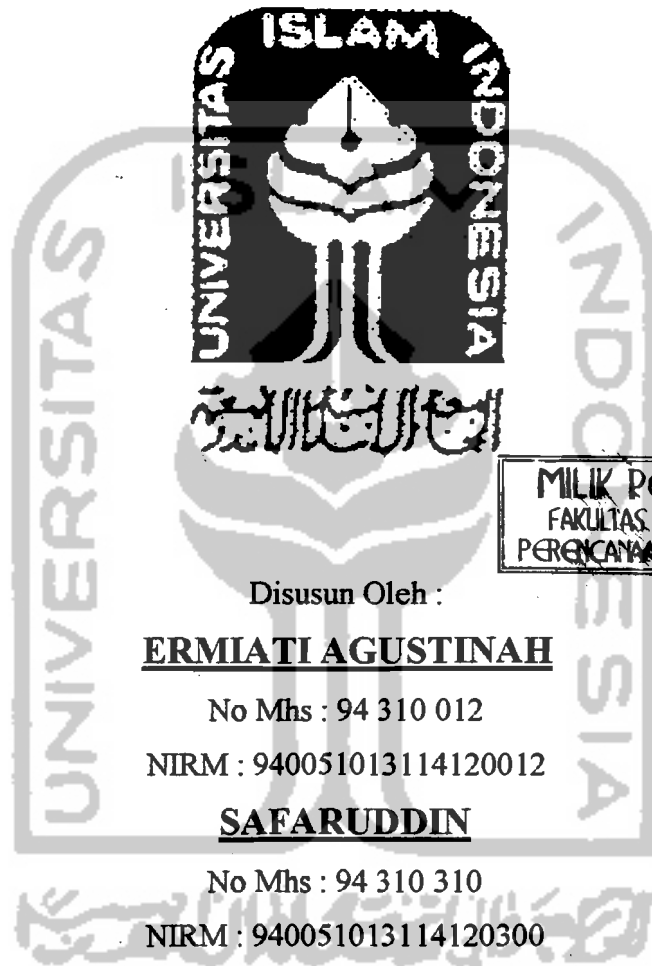 UNIVERSITAS ISLAM INDONESIA
MILIK
FAKULTAS
Disusun Oleh :
ERMIATI AGUSTINAH
No Mhs : 94 310 012
NIRM : 940051013114120012
SAFARUDDIN
No Mhs : 94 310 310
NIRM : 940051013114120300